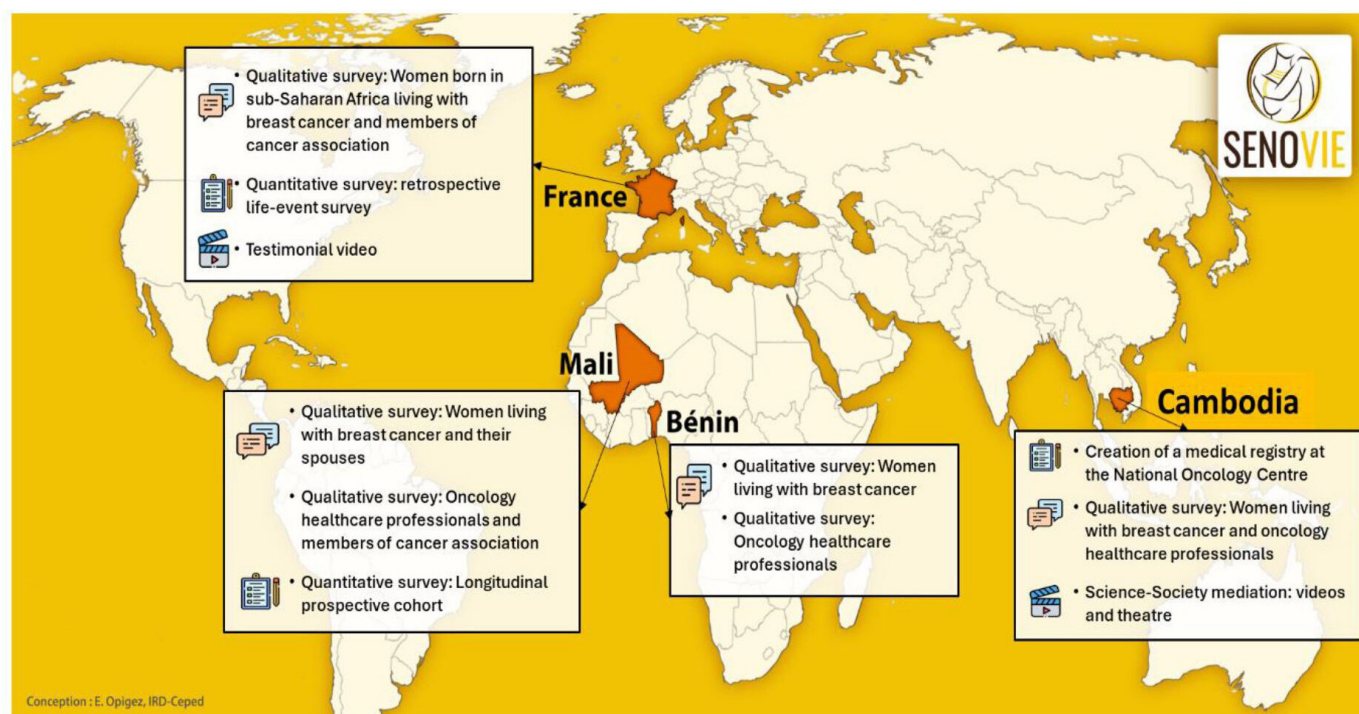 • Qualitative survey: Women born in
sub-Saharan Africa living with
breast cancer and members of
cancer association
• Quantitative survey: retrospective
life-event survey
• Testimonial video
SENOVIE
France
Mali
Bénin
Cambodia
• Qualitative survey: Women living
with breast cancer and their
spouses
• Qualitative survey: Oncology
healthcare professionals and
members of cancer association
• Quantitative survey: Longitudinal
prospective cohort
• Qualitative survey: Women
living with breast cancer
• Qualitative survey:
Oncology healthcare
professionals
• Creation of a medical registry at
the National Oncology Centre
• Qualitative survey: Women living
with breast cancer and oncology
healthcare professionals
• Science-Society mediation: videos
and theatre
Conception : E. Opigez, IRD-Ceped